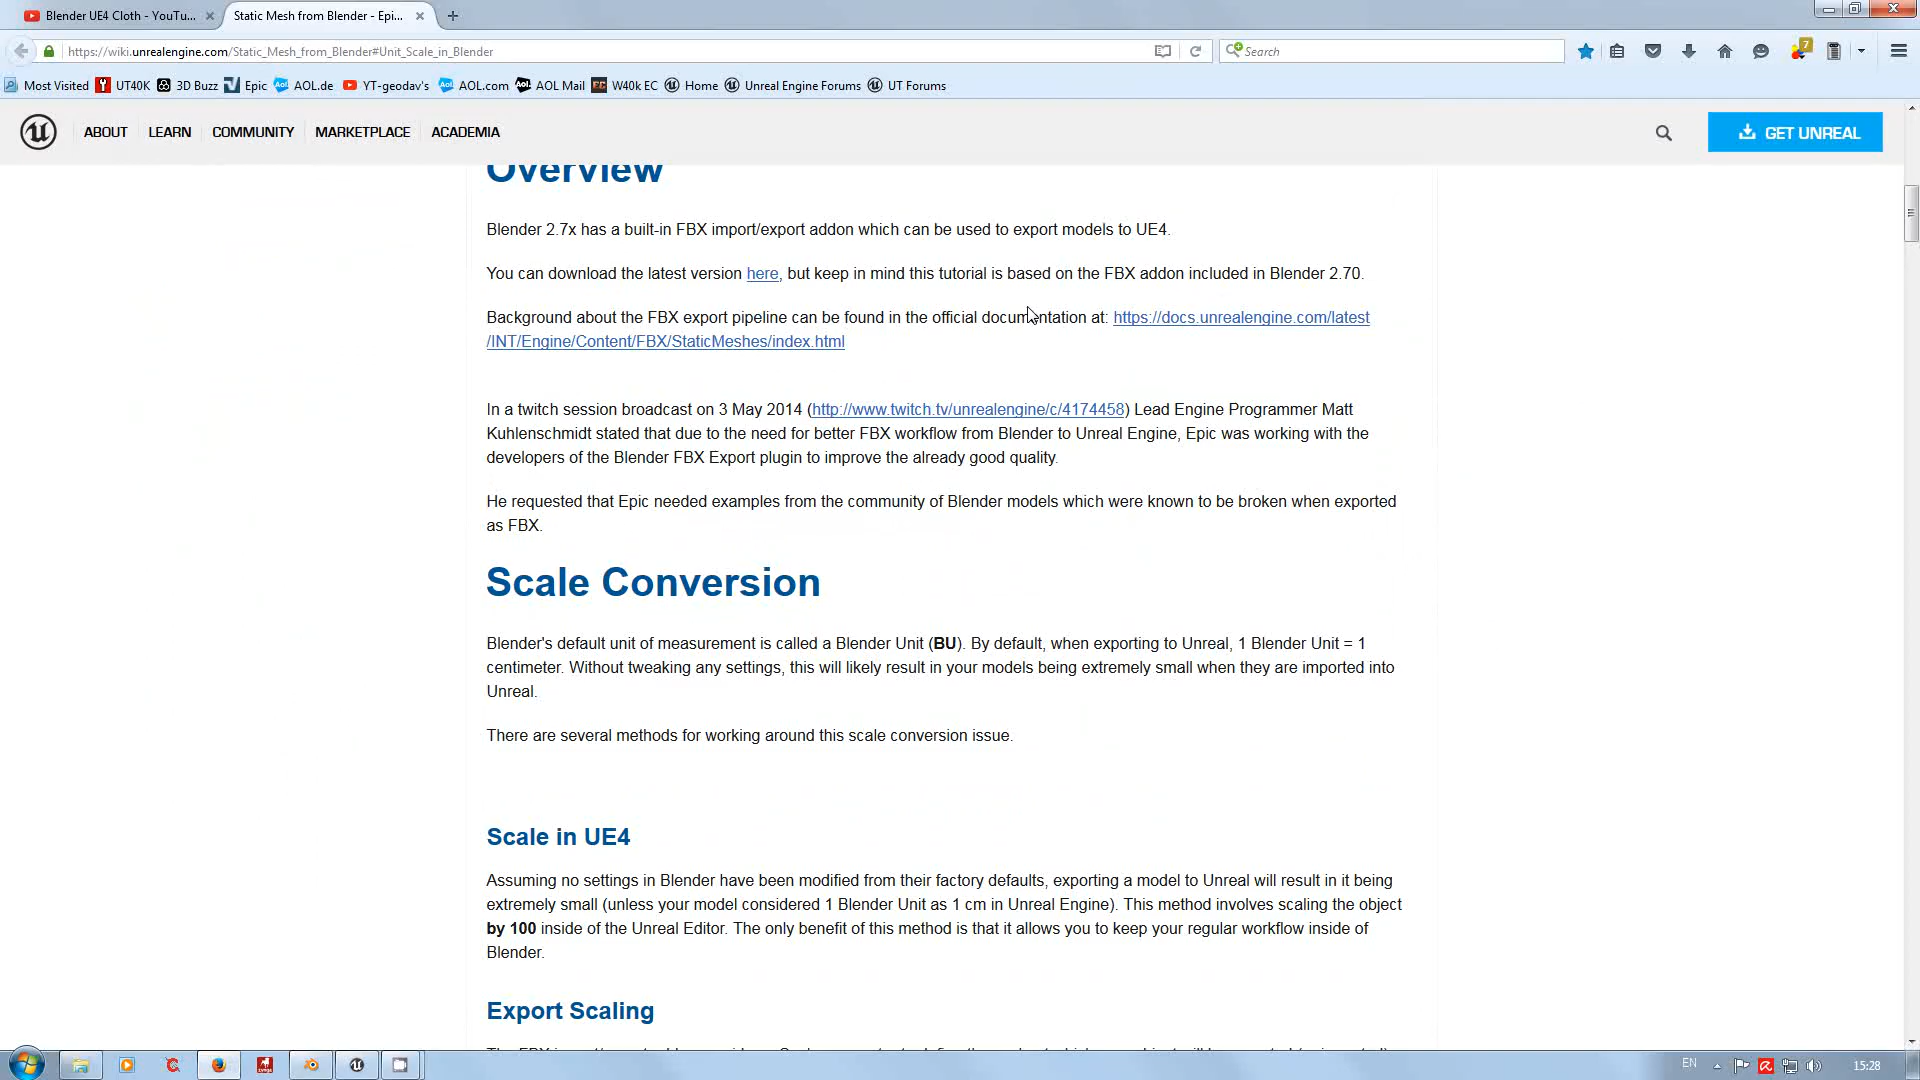 Blender UE4 Cloth - YouTu...
Static Mesh from Blender - Epi...
https://wiki.unrealengine.com/Static_Mesh_from_Blender#Unit_Scale_in_Blender
Search
7
Most Visited
UT40K
3D Buzz
Epic
AOL.de
YT-geodav's
AOL.com
AOL Mail
W40k EC
Home
Unreal Engine Forums
UT Forums
ABOUT LEARN COMMUNITY MARKETPLACE ACADEMIA
GET UNREAL
Overview
Blender 2.7x has a built-in FBX import/export addon which can be used to export models to UE4.
You can download the latest version here, but keep in mind this tutorial is based on the FBX addon included in Blender 2.70.
Background about the FBX export pipeline can be found in the official documentation at: https://docs.unrealengine.com/latest
/INT/Engine/Content/FBX/StaticMeshes/index.html
In a twitch session broadcast on 3 May 2014 (http://www.twitch.tv/unrealengine/c/4174458) Lead Engine Programmer Matt
Kuhlenschmidt stated that due to the need for better FBX workflow from Blender to Unreal Engine, Epic was working with the
developers of the Blender FBX Export plugin to improve the already good quality.
He requested that Epic needed examples from the community of Blender models which were known to be broken when exported
as FBX.
Scale Conversion
Blender's default unit of measurement is called a Blender Unit (BU). By default, when exporting to Unreal, 1 Blender Unit = 1
centimeter. Without tweaking any settings, this will likely result in your models being extremely small when they are imported into
Unreal.
There are several methods for working around this scale conversion issue.
Scale in UE4
Assuming no settings in Blender have been modified from their factory defaults, exporting a model to Unreal will result in it being
extremely small (unless your model considered 1 Blender Unit as 1 cm in Unreal Engine). This method involves scaling the object
by 100 inside of the Unreal Editor. The only benefit of this method is that it allows you to keep your regular workflow inside of
Blender.
Export Scaling
EN
15:28